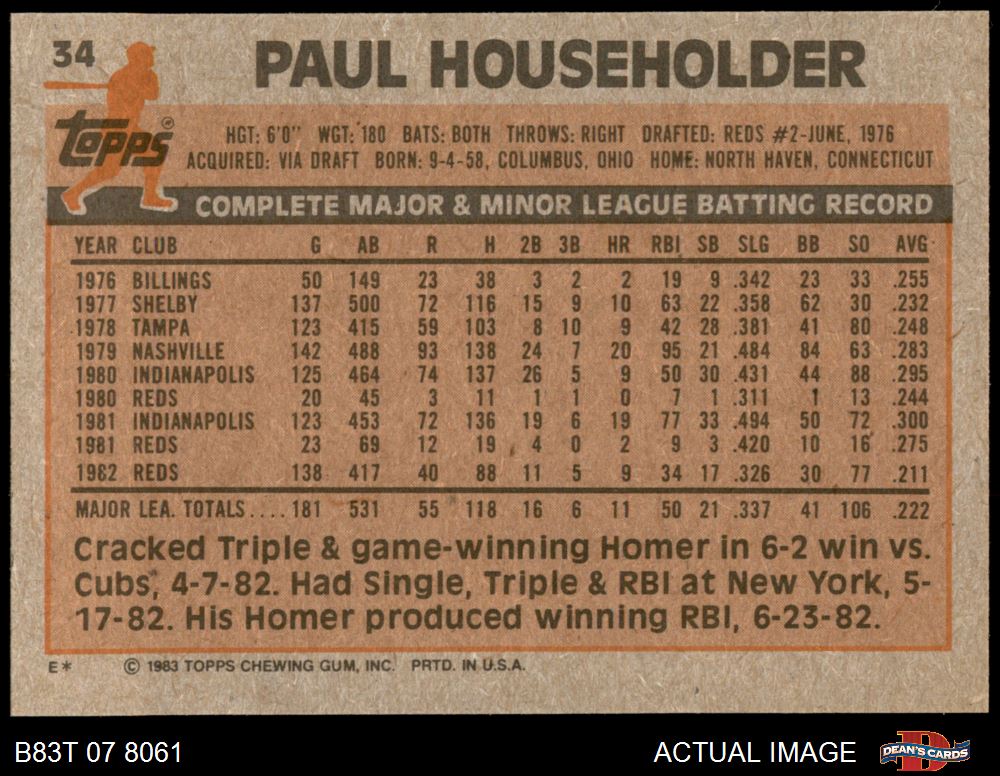 34
PAUL HOUSEHOLDER
Topps®
HGT: 6'0" WGT: 180 BATS: BOTH THROWS: RIGHT DRAFTED: REDS #2-JUNE, 1976
ACQUIRED: VIA DRAFT BORN: 9-4-58, COLUMBUS, OHIO HOME: NORTH HAVEN, CONNECTICUT
COMPLETE MAJOR & MINOR LEAGUE BATTING RECORD
YEAR CLUB G AB R H 2B 3B HR RBI SB SLG BB SO AVG
1976 BILLINGS 50 149 23 38 3 2 2 19 9 .342 23 33 .255
1977 SHELBY 137 500 72 116 15 9 10 63 22 .358 62 30 .232
1978 TAMPA 123 415 59 103 8 10 9 42 28 .381 41 80 .248
1979 NASHVILLE 142 488 93 138 24 7 20 95 21 .484 84 63 .283
1980 INDIANAPOLIS 125 464 74 137 26 5 9 50 30 .431 44 88 .295
1980 REDS 20 45 3 11 1 1 0 7 1 .311 1 13 .244
1981 INDIANAPOLIS 123 453 72 136 19 6 19 77 33 .494 50 72 .300
1981 REDS 23 69 12 19 4 0 2 9 3 .420 10 16 .275
1982 REDS 138 417 40 88 11 5 9 34 17 .326 30 77 .211
MAJOR LEA. TOTALS.... 181 531 55 118 16 6 11 50 21 .337 41 106 .222
Cracked Triple & game-winning Homer in 6-2 win vs.
Cubs, 4-7-82. Had Single, Triple & RBI at New York, 5-
17-82. His Homer produced winning RBI, 6-23-82.
E* © 1983 TOPPS CHEWING GUM, INC. PRTD. IN U.S.A.
B83T 07 8061 ACTUAL IMAGE DEAN'S CARDS